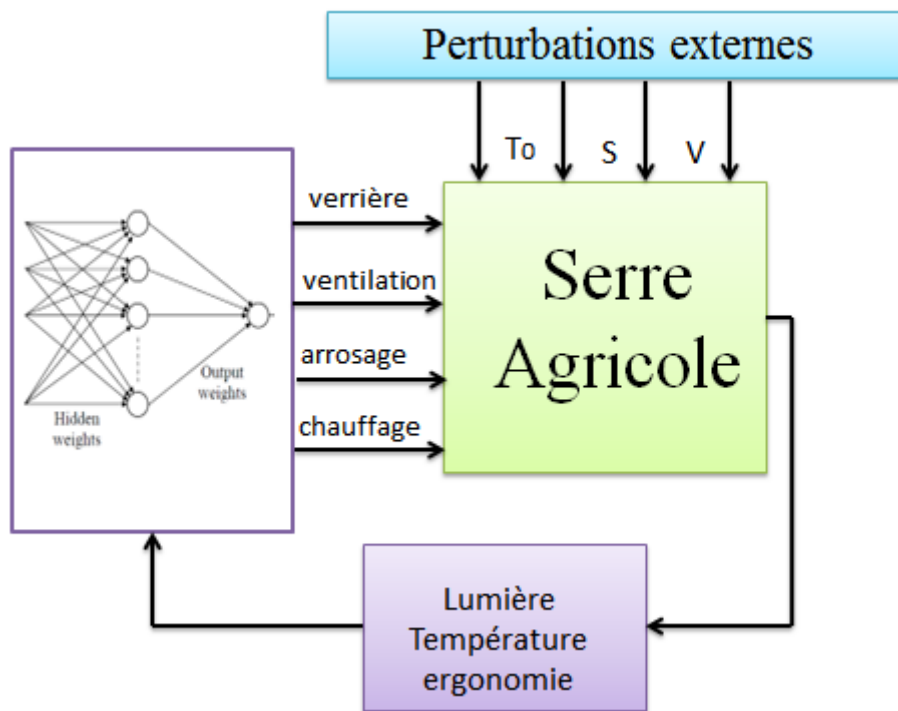 Perturbations externes
To
S
V
verrière
ventilation
arrosage
chauffage
Hidden
weights
Output
weights
Serre
Agricole
Lumière
Température
ergonomie